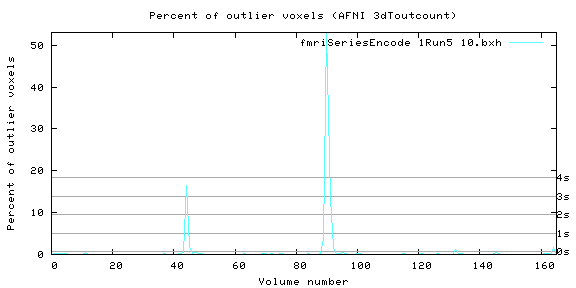 Percent of outlier voxels (AFNI 3dToutcount)
fmriSeriesEncode 1Run5 10.bxh
Percent of outlier voxels
50
40
30
20
10
0
4s
3s
2s
1s
0s
0 20 40 60 80 100 120 140 160
Volume number